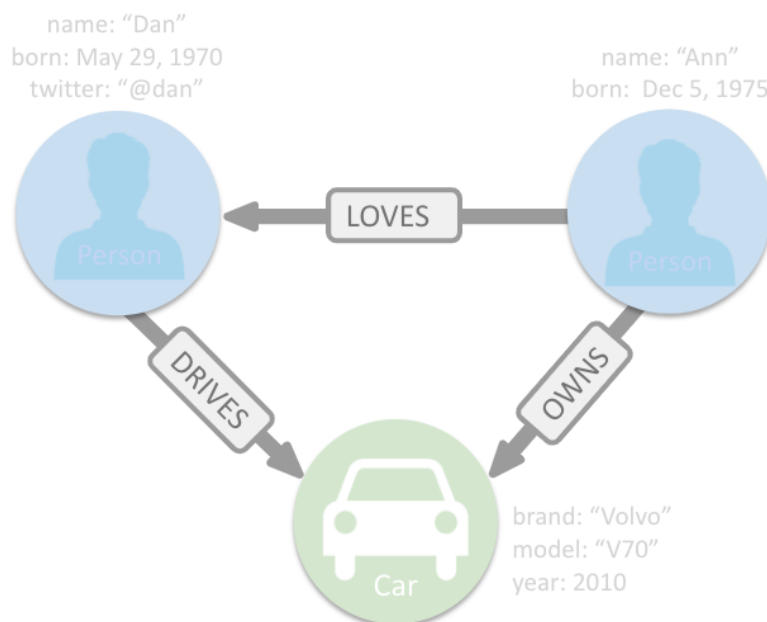 name: “Dan”
born: May 29, 1970
twitter: “@dan”
name: “Ann”
born:  Dec 5, 1975
Person
LOVES
Person
DRIVES
OWNS
Car
brand: “Volvo”
model: “V70”
year: 2010